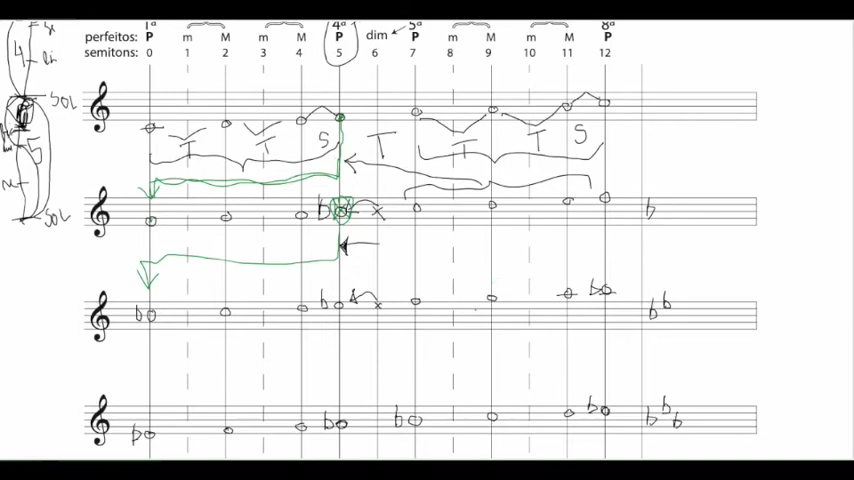 1ª 4ª 5ª 8ª
perfeitos: P m M m M P dim P m M m M P
semitons: 0 1 2 3 4 5 6 7 8 9 10 11 12
4
SOL
T T S T T T S
5
SOL
b b
b b b b b
b b b b b b b